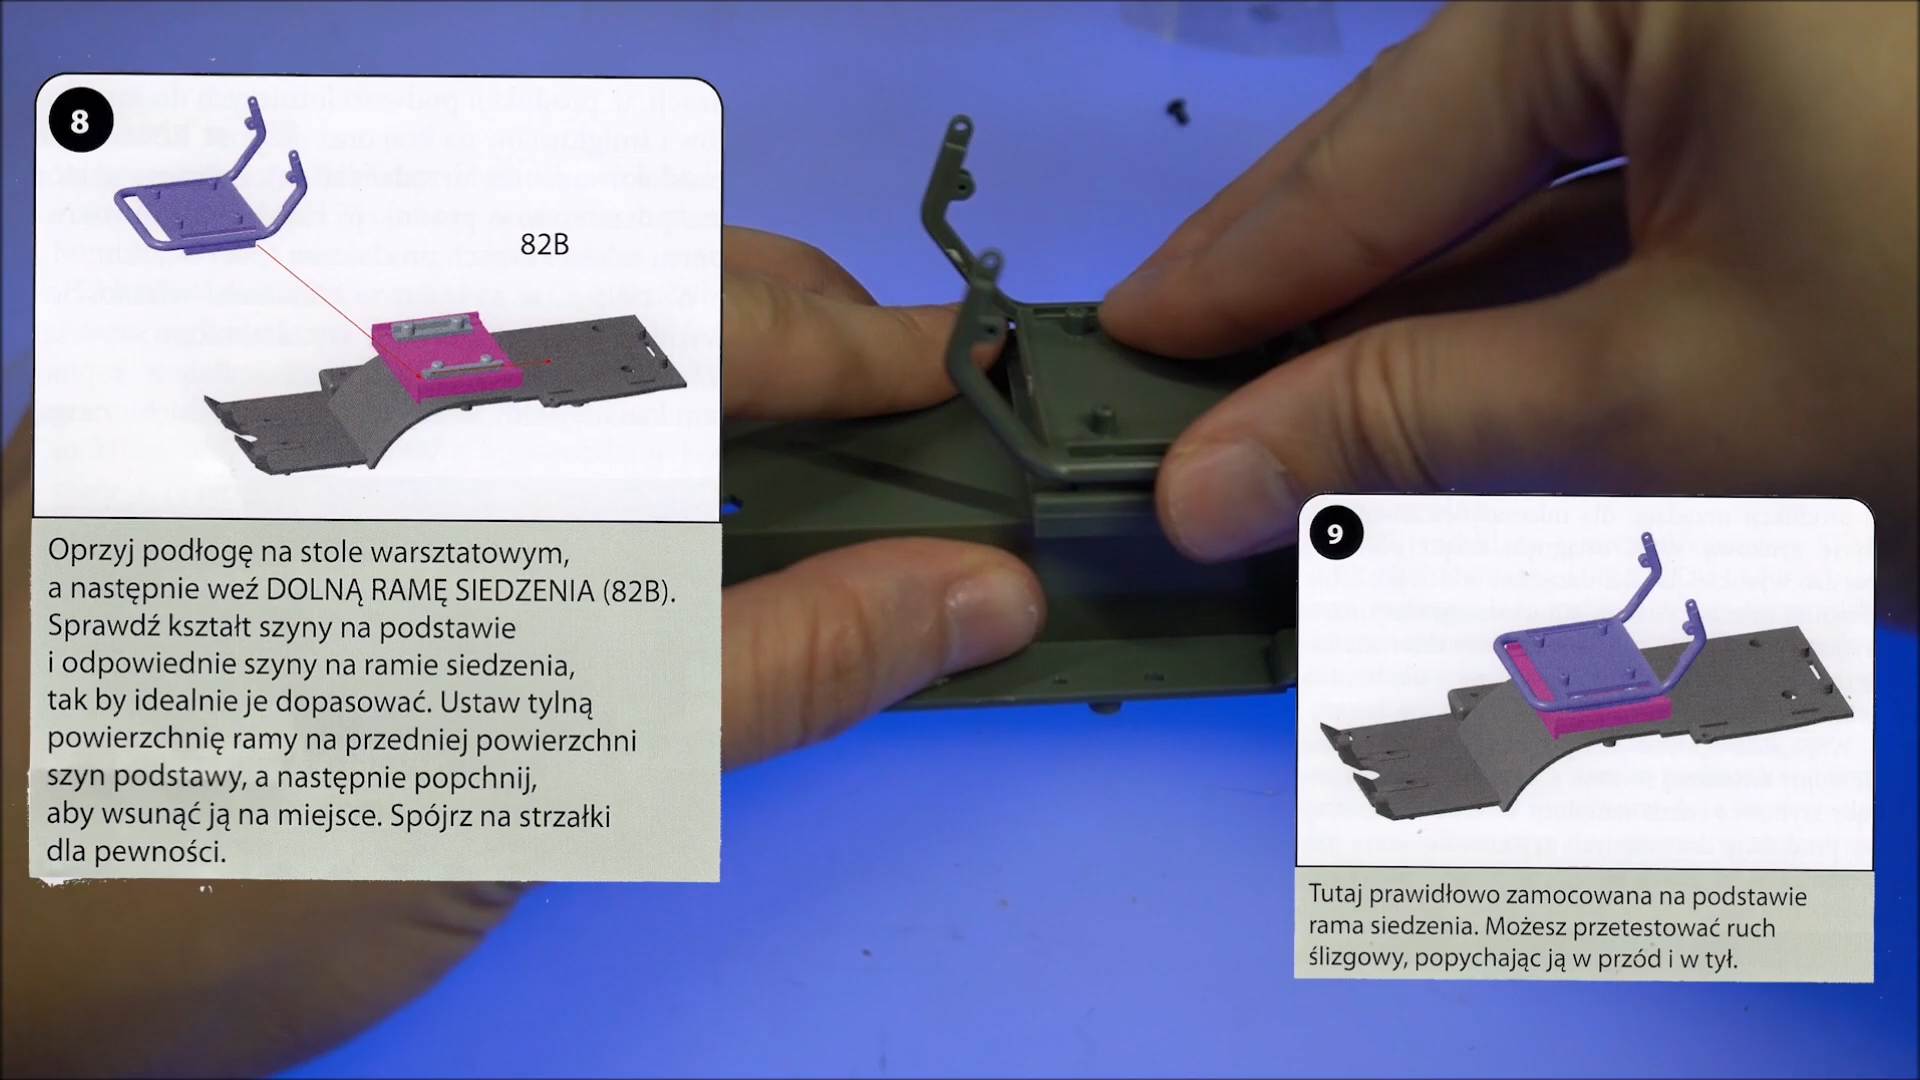 8
82B
Oprzyj podłogę na stole warsztatowym,
a następnie weź DOLNĄ RAMĘ SIEDZENIA (82B).
Sprawdź kształt szyny na podstawie
i odpowiednie szyny na ramie siedzenia,
tak by idealnie je dopasować. Ustaw tylną
powierzchnię ramy na przedniej powierzchni
szyn podstawy, a następnie popchnij,
aby wsunąć ją na miejsce. Spójrz na strzałki
dla pewności.
9
Tutaj prawidłowo zamocowana na podstawie
rama siedzenia. Możesz przetestować ruch
ślizgowy, popychając ją w przód i w tył.